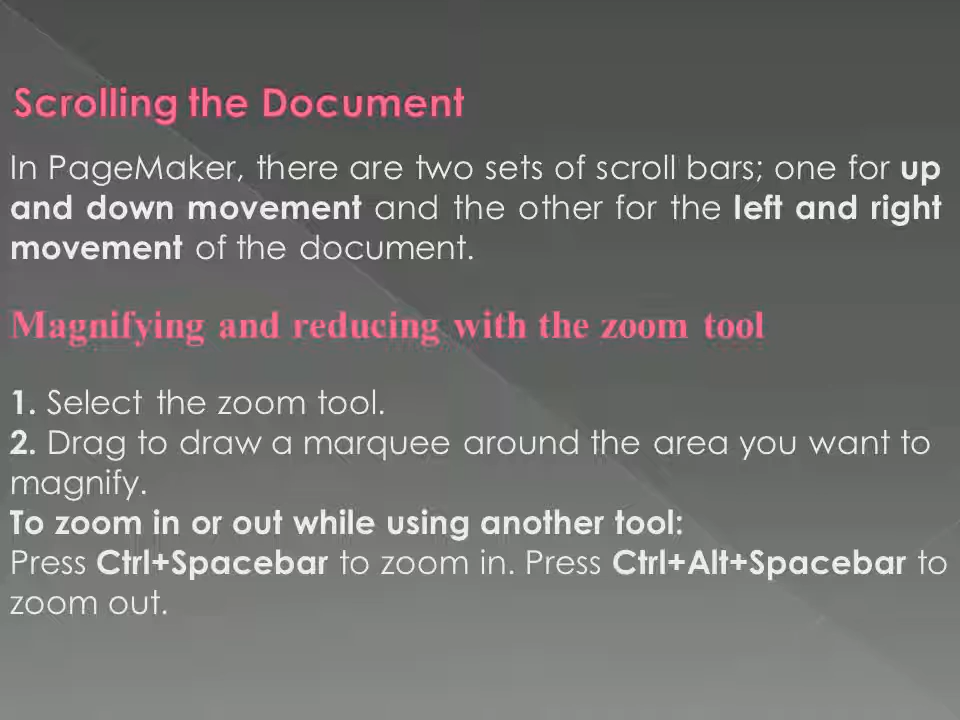 Scrolling the Document
In PageMaker, there are two sets of scroll bars; one for up
and down movement and the other for the left and right
movement of the document.
Magnifying and reducing with the zoom tool
1. Select the zoom tool.
2. Drag to draw a marquee around the area you want to
magnify.
To zoom in or out while using another tool:
Press Ctrl+Spacebar to zoom in. Press Ctrl+Alt+Spacebar to
zoom out.